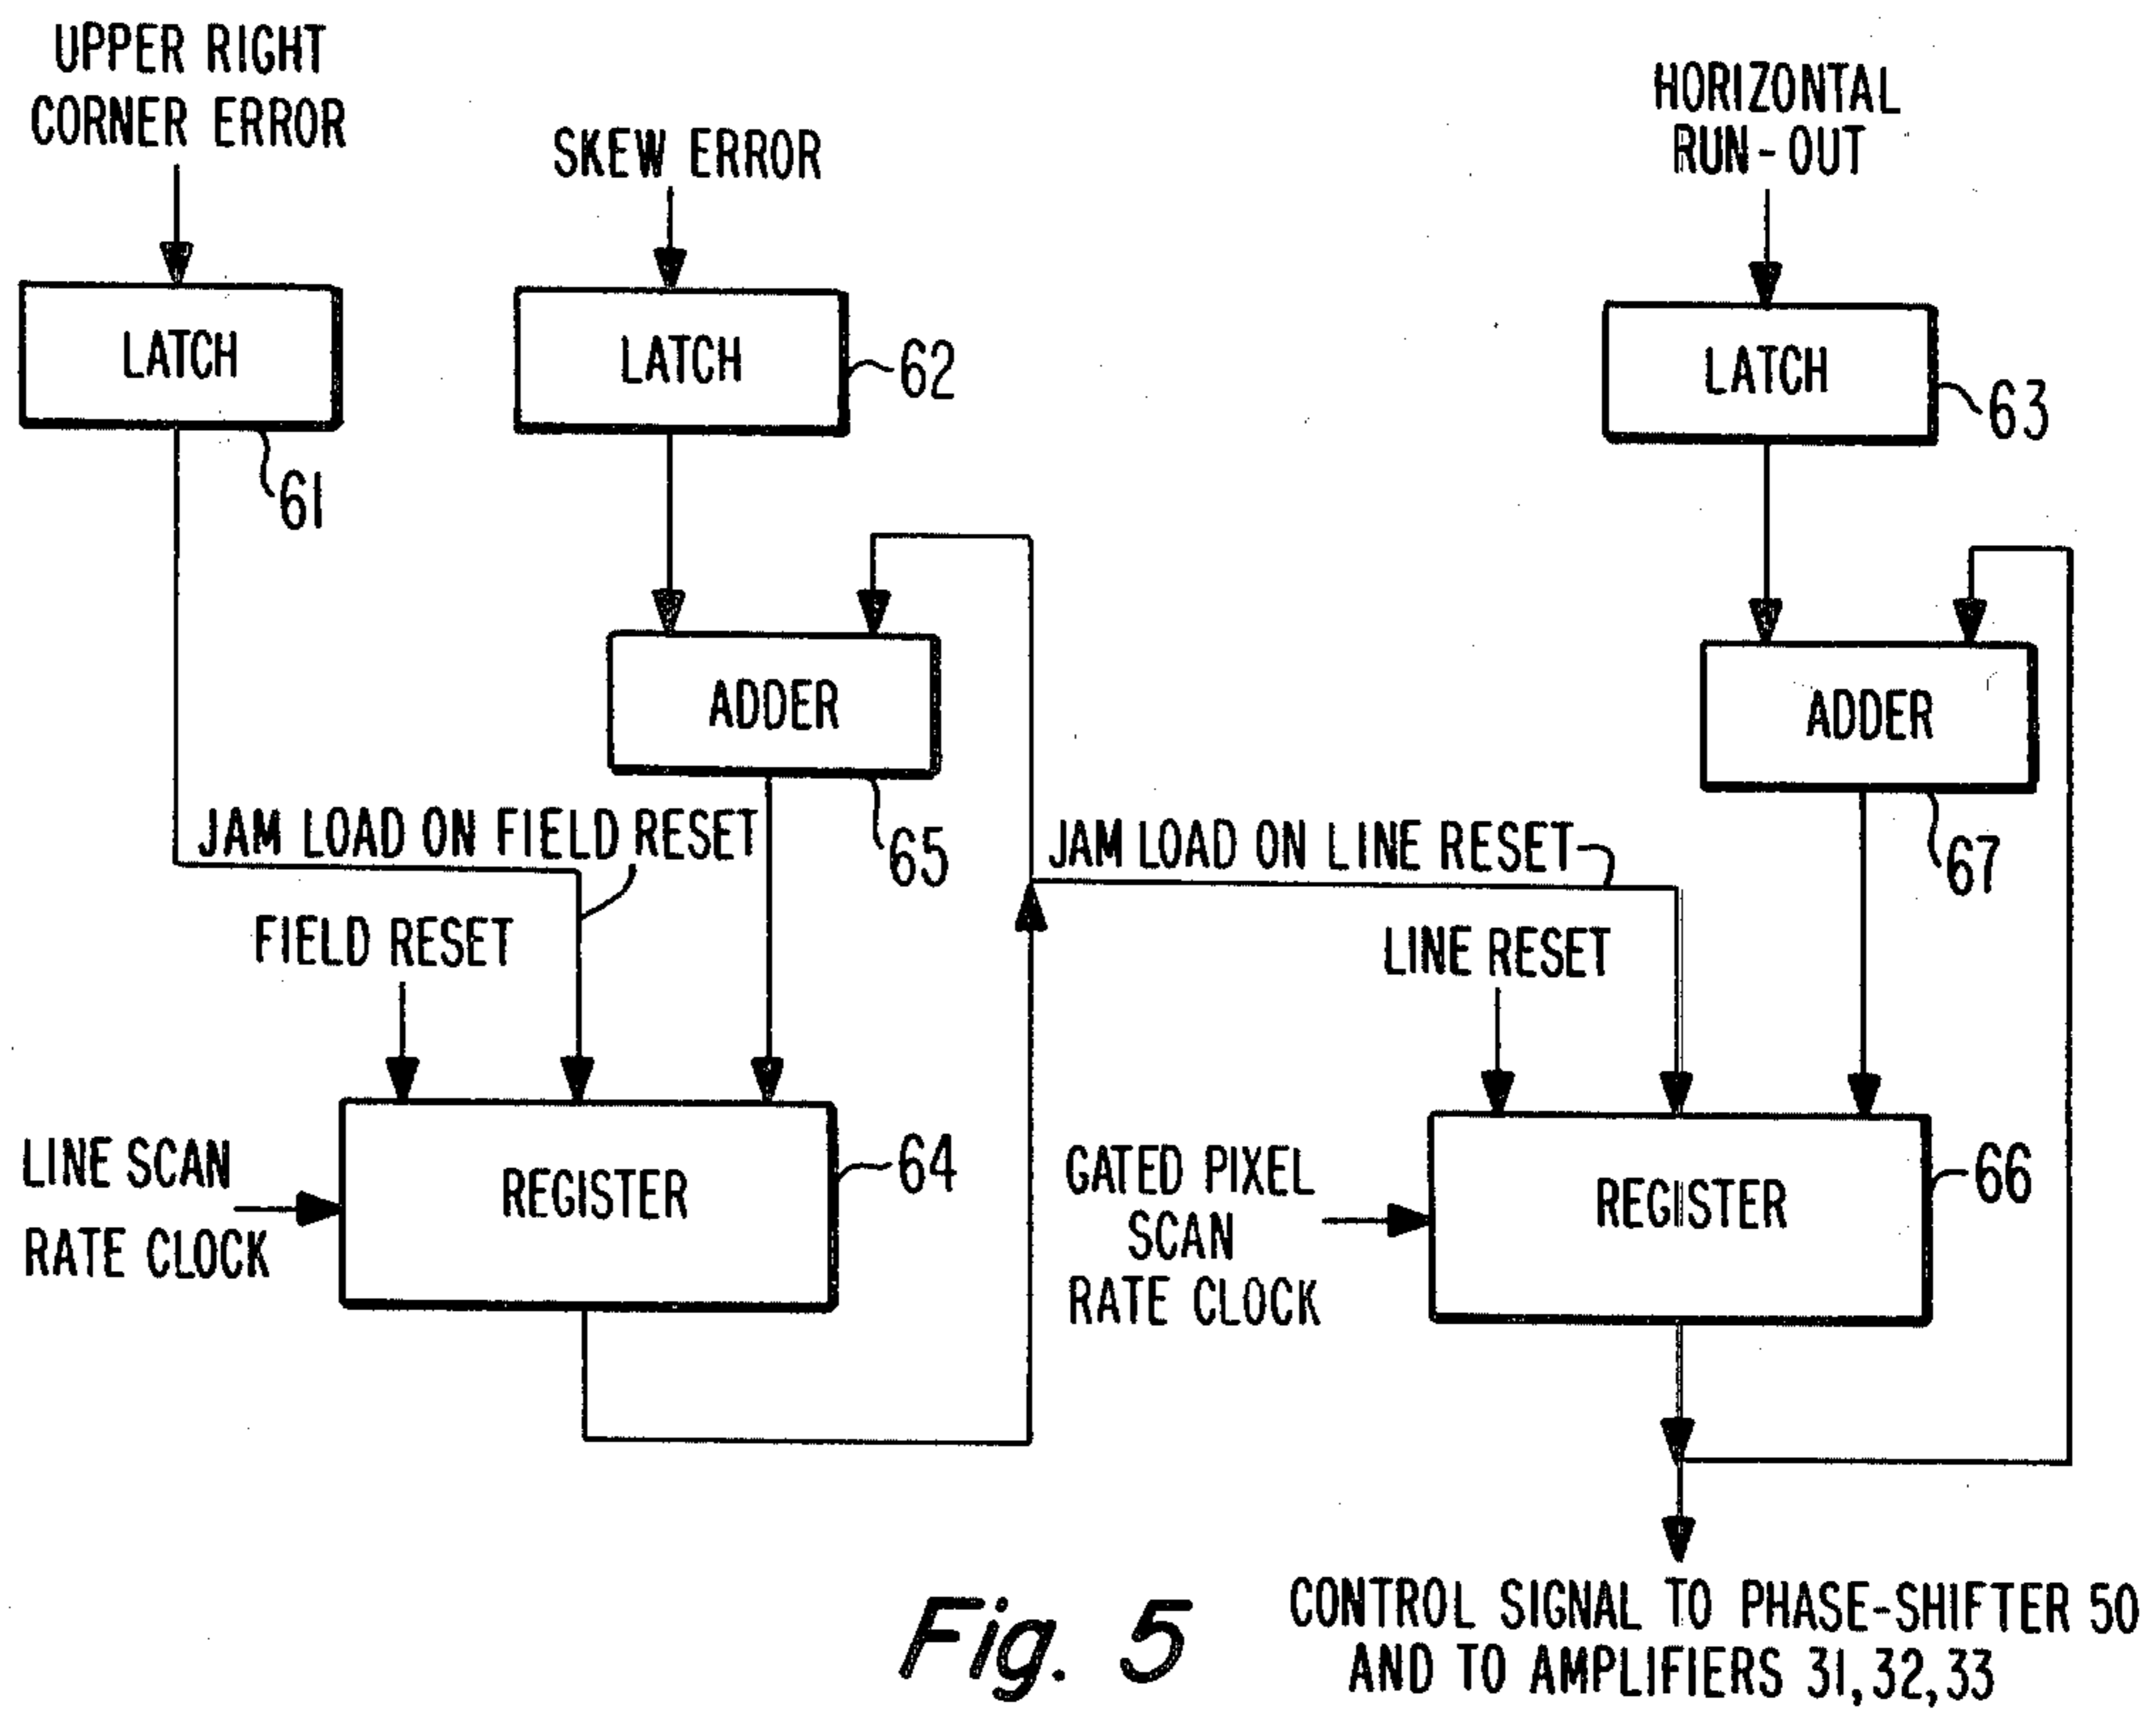 UPPER RIGHT
CORNER ERROR
SKEW ERROR
HORIZONTAL
RUN-OUT
LATCH
61
LATCH
62
LATCH
63
ADDER
65
ADDER
67
JAM LOAD ON FIELD RESET
JAM LOAD ON LINE RESET
FIELD RESET
LINE RESET
LINE SCAN
RATE CLOCK
REGISTER
64
GATED PIXEL
SCAN
RATE CLOCK
REGISTER
66
Fig. 5
CONTROL SIGNAL TO PHASE-SHIFTER 50
AND TO AMPLIFIERS 31,32,33